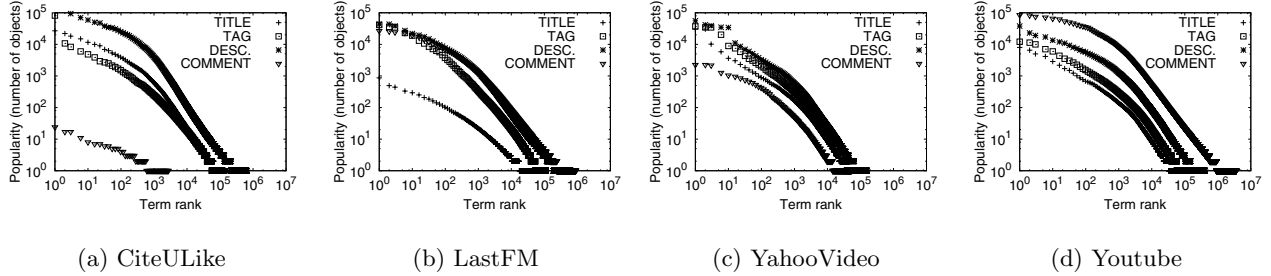 Popularity (number of objects)
10^5
10^4
10^3
10^2
10^1
10^0
10^0 10^1 10^2 10^3 10^4 10^5 10^6 10^7
Term rank
TITLE +
TAG □
DESC. ✳
COMMENT ▽
(a) CiteULike
Popularity (number of objects)
10^5
10^4
10^3
10^2
10^1
10^0
10^0 10^1 10^2 10^3 10^4 10^5 10^6 10^7
Term rank
TITLE +
TAG □
DESC. ✳
COMMENT ▽
(b) LastFM
Popularity (number of objects)
10^5
10^4
10^3
10^2
10^1
10^0
10^0 10^1 10^2 10^3 10^4 10^5 10^6 10^7
Term rank
TITLE +
TAG □
DESC. ✳
COMMENT ▽
(c) YahooVideo
Popularity (number of objects)
10^5
10^4
10^3
10^2
10^1
10^0
10^0 10^1 10^2 10^3 10^4 10^5 10^6 10^7
Term rank
TITLE +
TAG □
DESC. ✳
COMMENT ▽
(d) Youtube